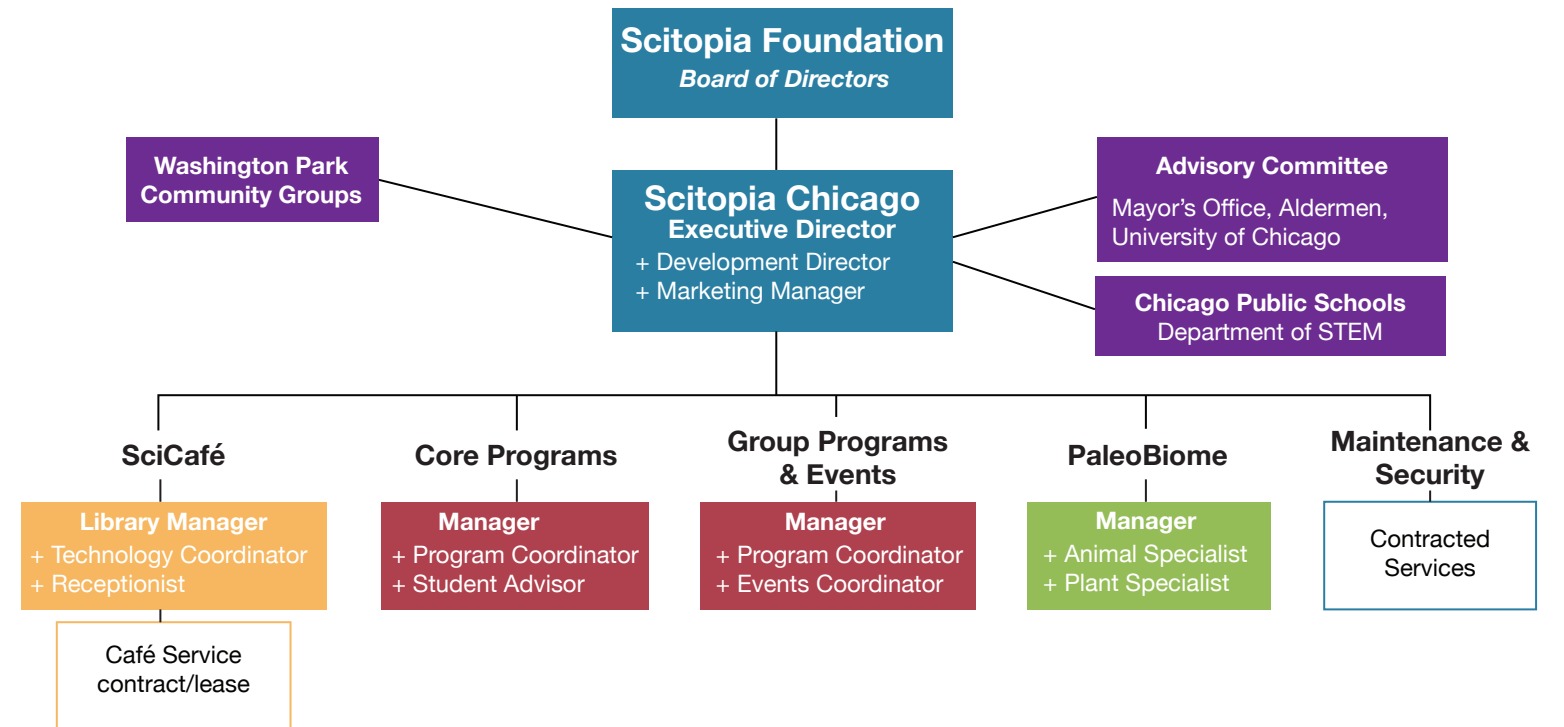 Scitopia Foundation
Board of Directors
Washington Park
Community Groups
Scitopia Chicago
Executive Director
+ Development Director
+ Marketing Manager
Advisory Committee
Mayor’s Office, Aldermen,
University of Chicago
Chicago Public Schools
Department of STEM
SciCafé
Library Manager
+ Technology Coordinator
+ Receptionist
Café Service
contract/lease
Core Programs
Manager
+ Program Coordinator
+ Student Advisor
Group Programs
& Events
Manager
+ Program Coordinator
+ Events Coordinator
PaleoBiome
Manager
+ Animal Specialist
+ Plant Specialist
Maintenance &
Security
Contracted
Services